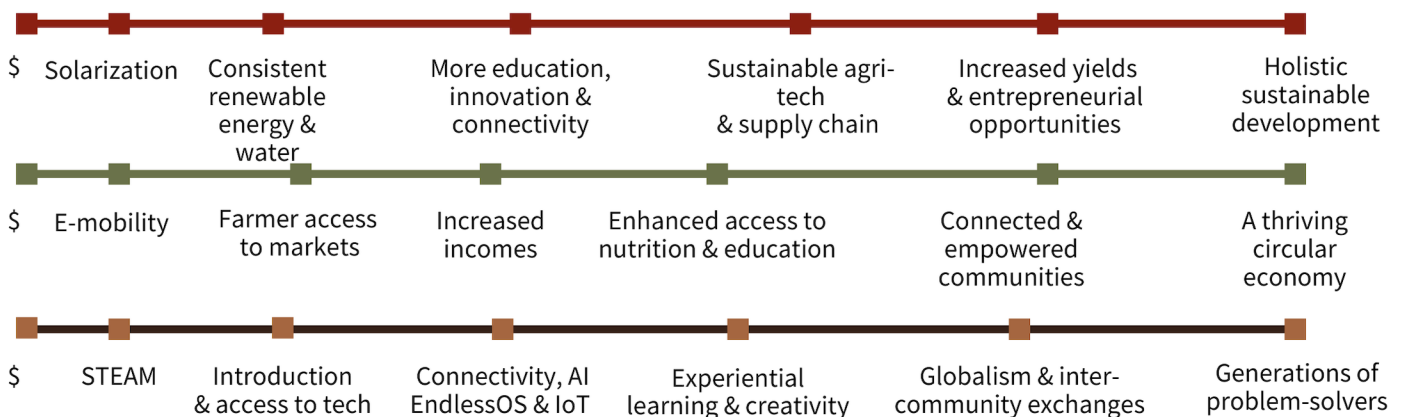 $
Solarization
Consistent
renewable
energy &
water
More education,
innovation &
connectivity
Sustainable agri-
tech
& supply chain
Increased yields
& entrepreneurial
opportunities
Holistic
sustainable
development
$
E-mobility
Farmer access
to markets
Increased
incomes
Enhanced access to
nutrition & education
Connected &
empowered
communities
A thriving
circular
economy
$
STEAM
Introduction
& access to tech
Connectivity, AI
EndlessOS & IoT
Experiential
learning & creativity
Globalism & inter-
community exchanges
Generations of
problem-solvers